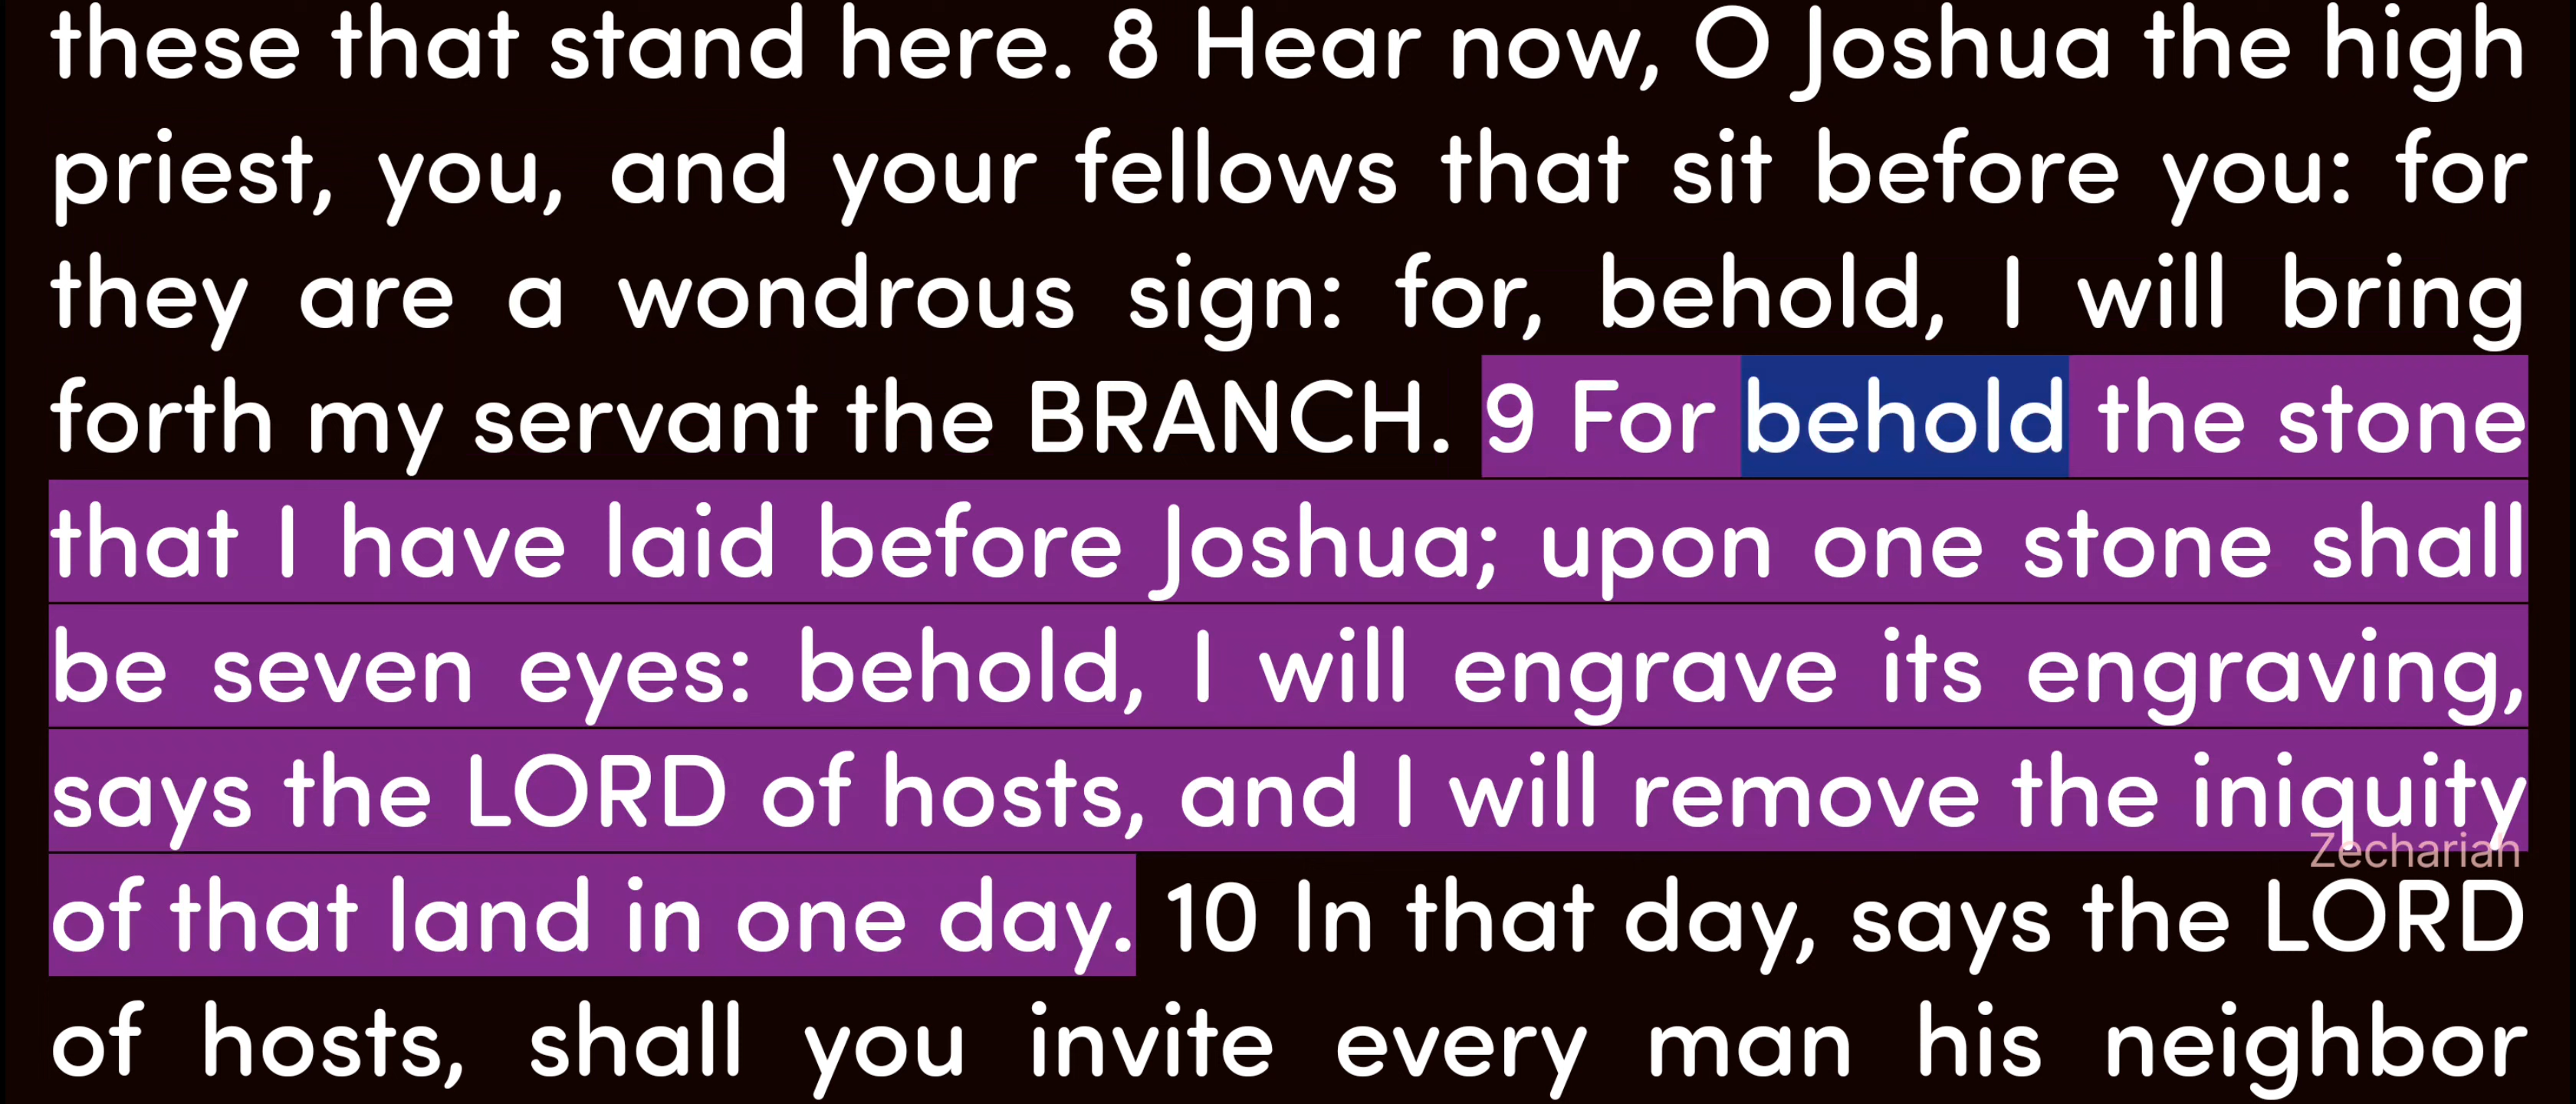 these that stand here. 8 Hear now, O Joshua the high
priest, you, and your fellows that sit before you: for
they are a wondrous sign: for, behold, I will bring
forth my servant the BRANCH. 9 For behold the stone
that I have laid before Joshua; upon one stone shall
be seven eyes: behold, I will engrave its engraving,
says the LORD of hosts, and I will remove the iniquity
Zechariah
of that land in one day. 10 In that day, says the LORD
of hosts, shall you invite every man his neighbor